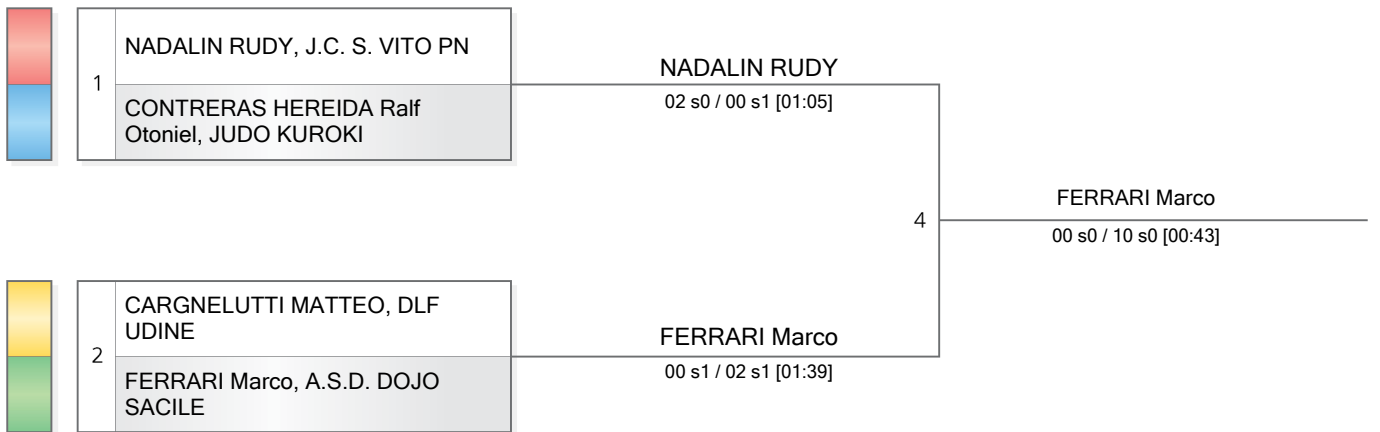 1
NADALIN RUDY, J.C. S. VITO PN
CONTRERAS HEREIDA Ralf
Otoniel, JUDO KUROKI
NADALIN RUDY
02 s0 / 00 s1 [01:05]
4
FERRARI Marco
00 s0 / 10 s0 [00:43]
2
CARGNELUTTI MATTEO, DLF
UDINE
FERRARI Marco, A.S.D. DOJO
SACILE
FERRARI Marco
00 s1 / 02 s1 [01:39]